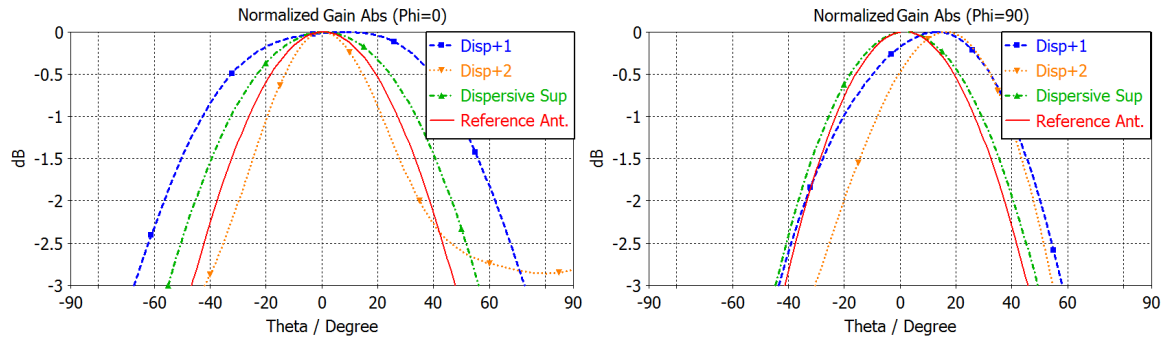 Normalized Gain Abs (Phi=0)
0
-0.5
-1
-1.5
-2
-2.5
-3
dB
-90
-60
-40
-20
0
20
40
60
90
Theta / Degree
Disp+1
Disp+2
Dispersive Sup
Reference Ant.
Normalized Gain Abs (Phi=90)
0
-0.5
-1
-1.5
-2
-2.5
-3
dB
-90
-60
-40
-20
0
20
40
60
90
Theta / Degree
Disp+1
Disp+2
Dispersive Sup
Reference Ant.